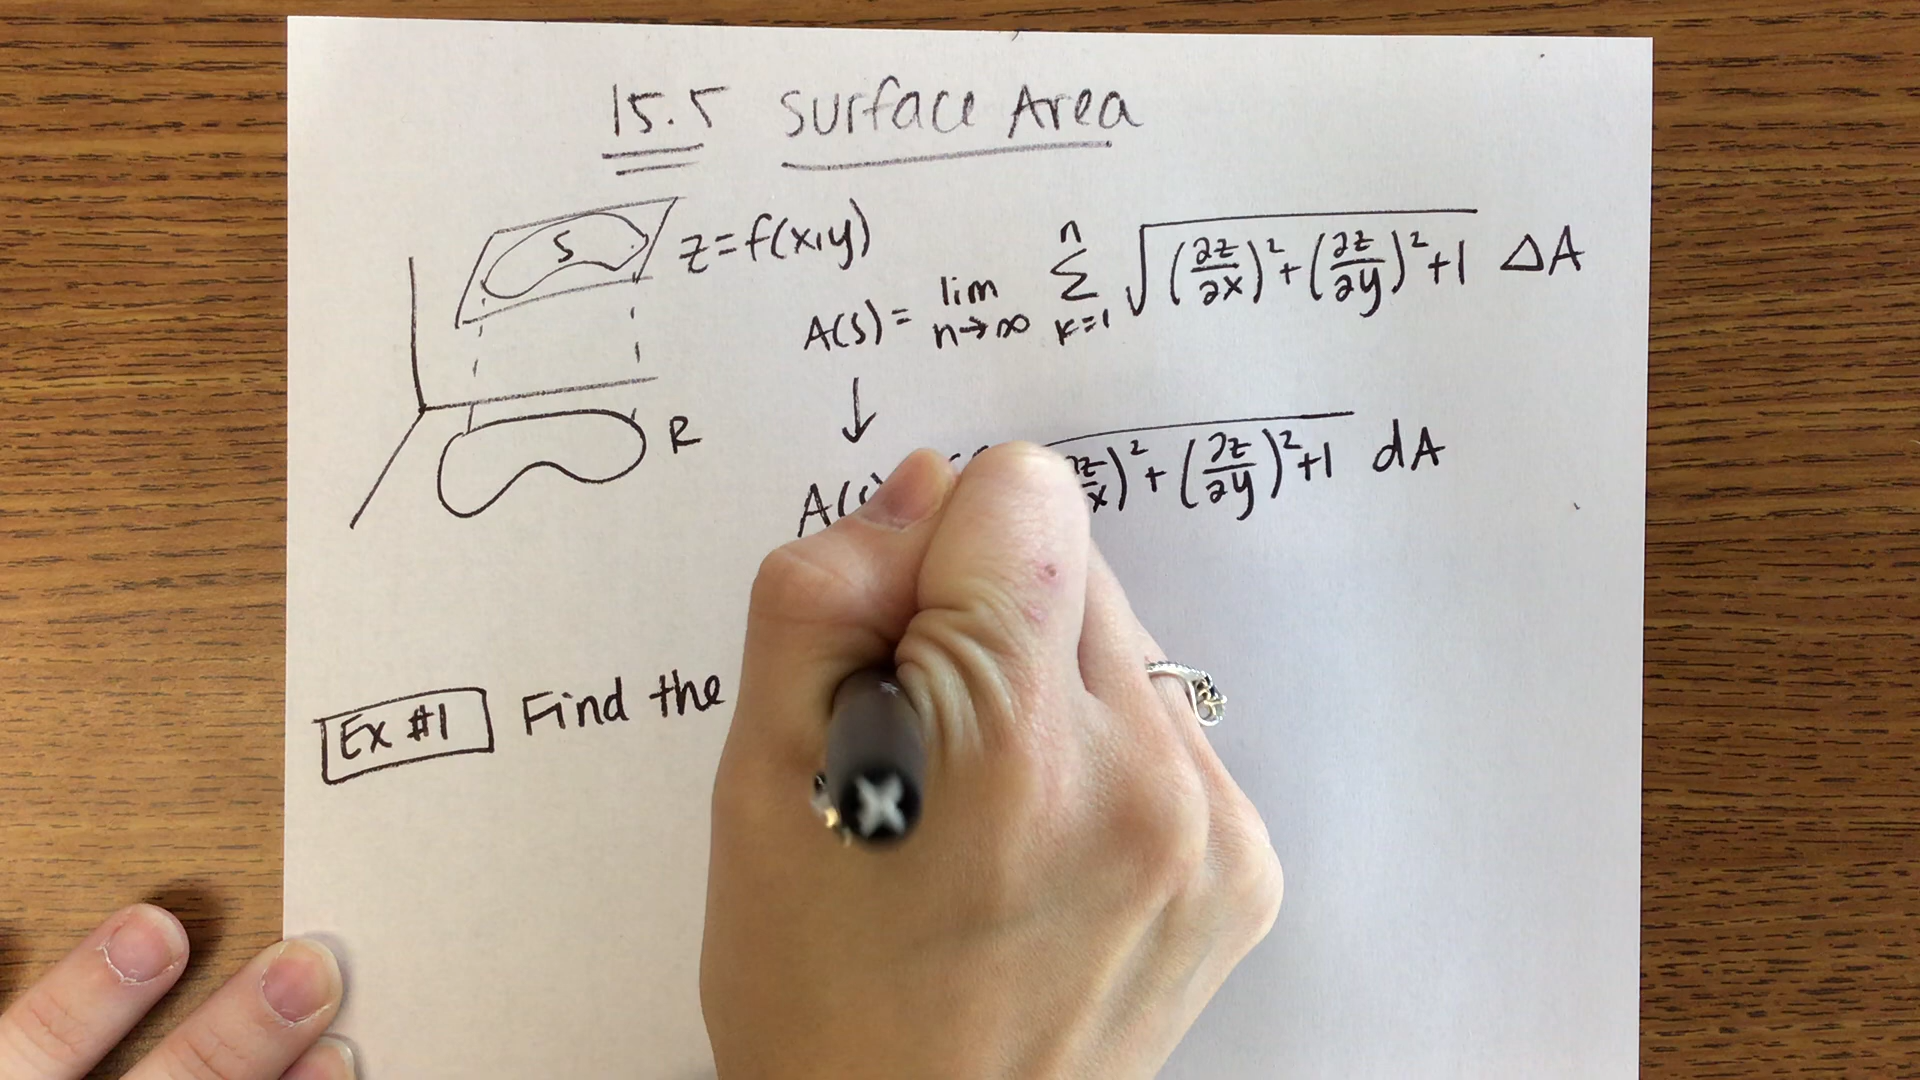 15.5 Surface Area
S z=f(x,y)
A(S) = lim n→∞ n Σ k=1 √((∂z/∂x)²+(∂z/∂y)²+1) ΔA
R
A( )²+(∂z/∂y)²+1 dA
Ex #1 Find the